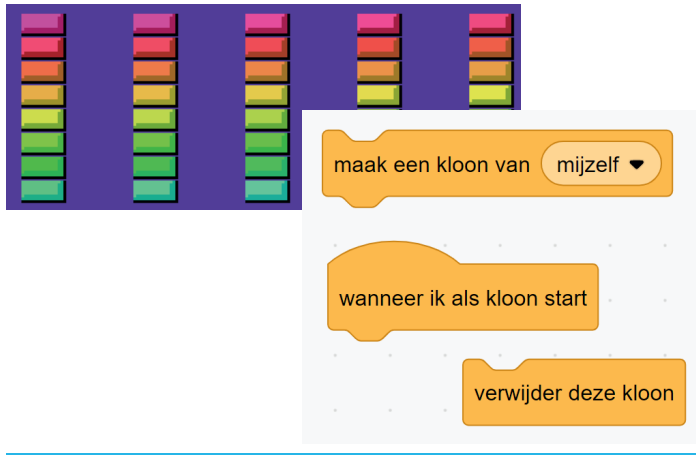 maak een kloon van mijzelf
wanneer ik als kloon start
verwijder deze kloon